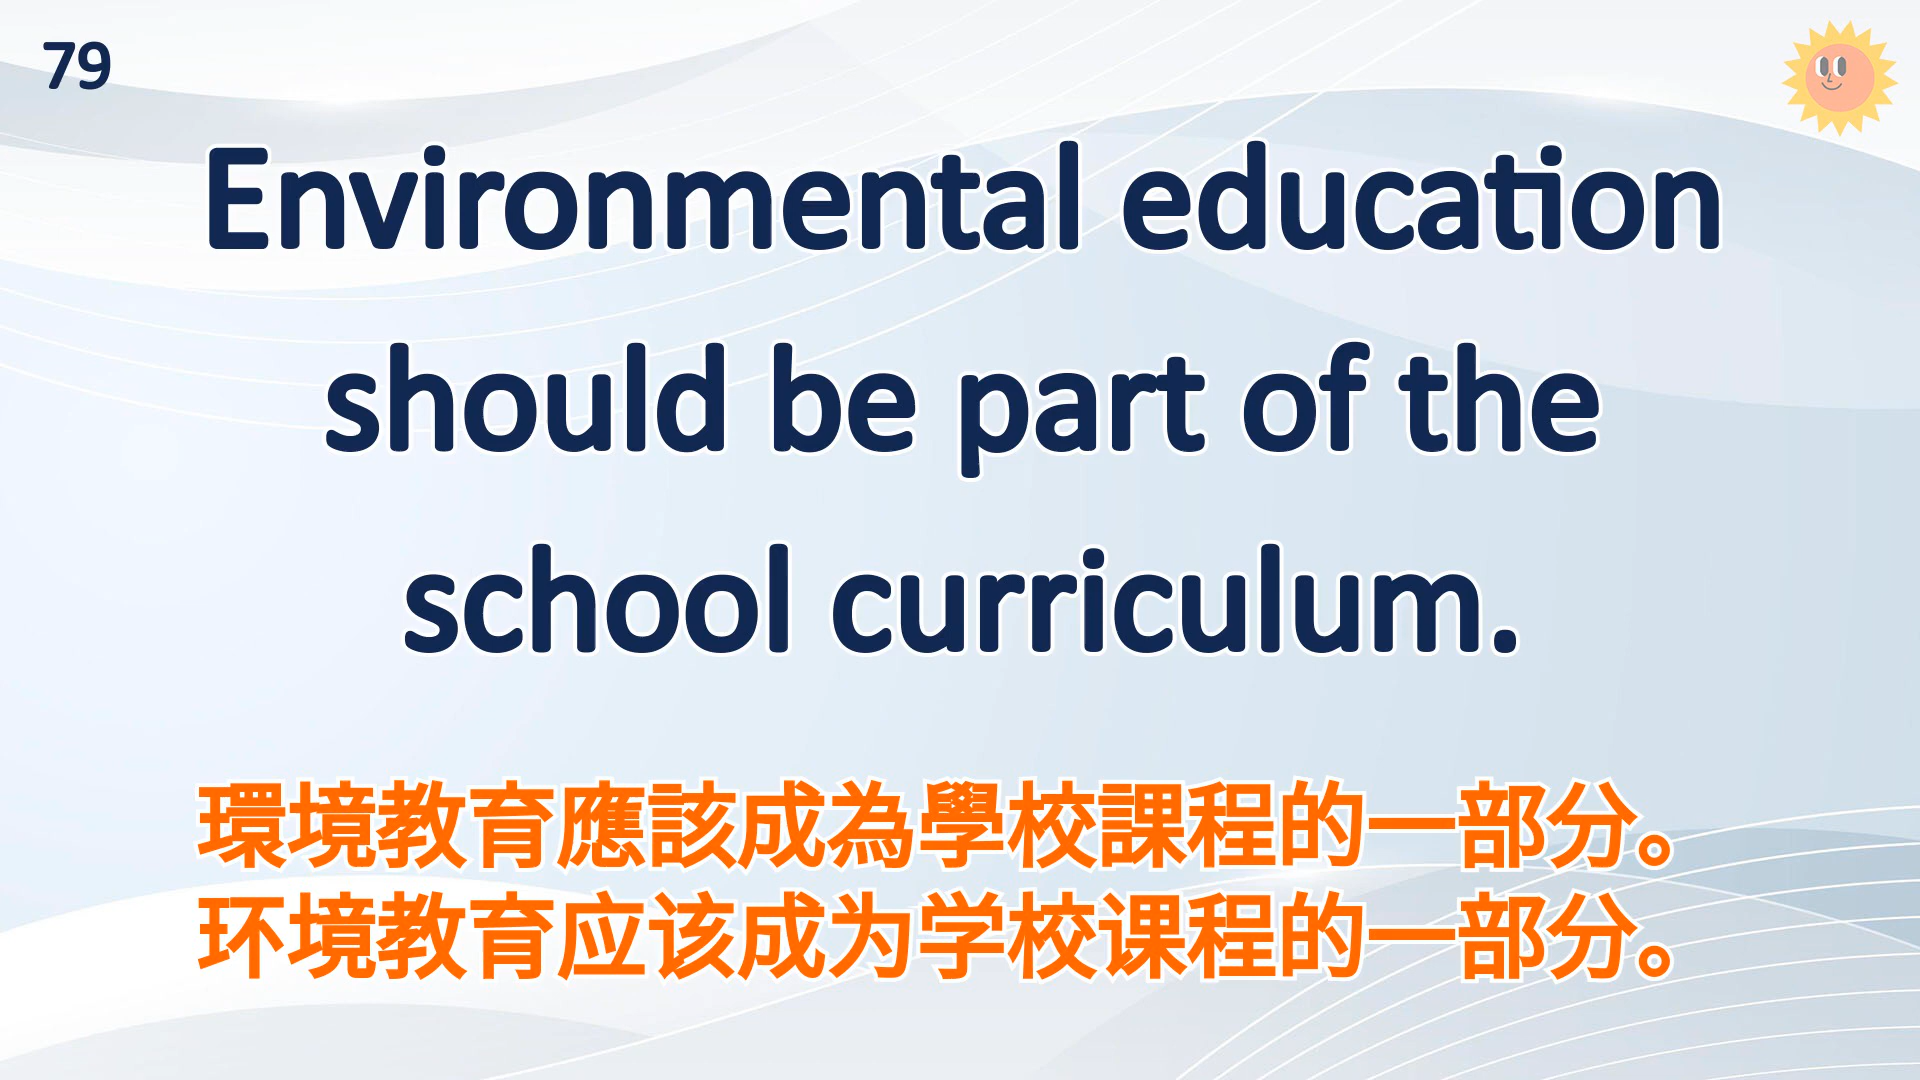 79
Environmental education
should be part of the
school curriculum.
環境教育應該成為學校課程的一部分。
环境教育应该成为学校课程的一部分。